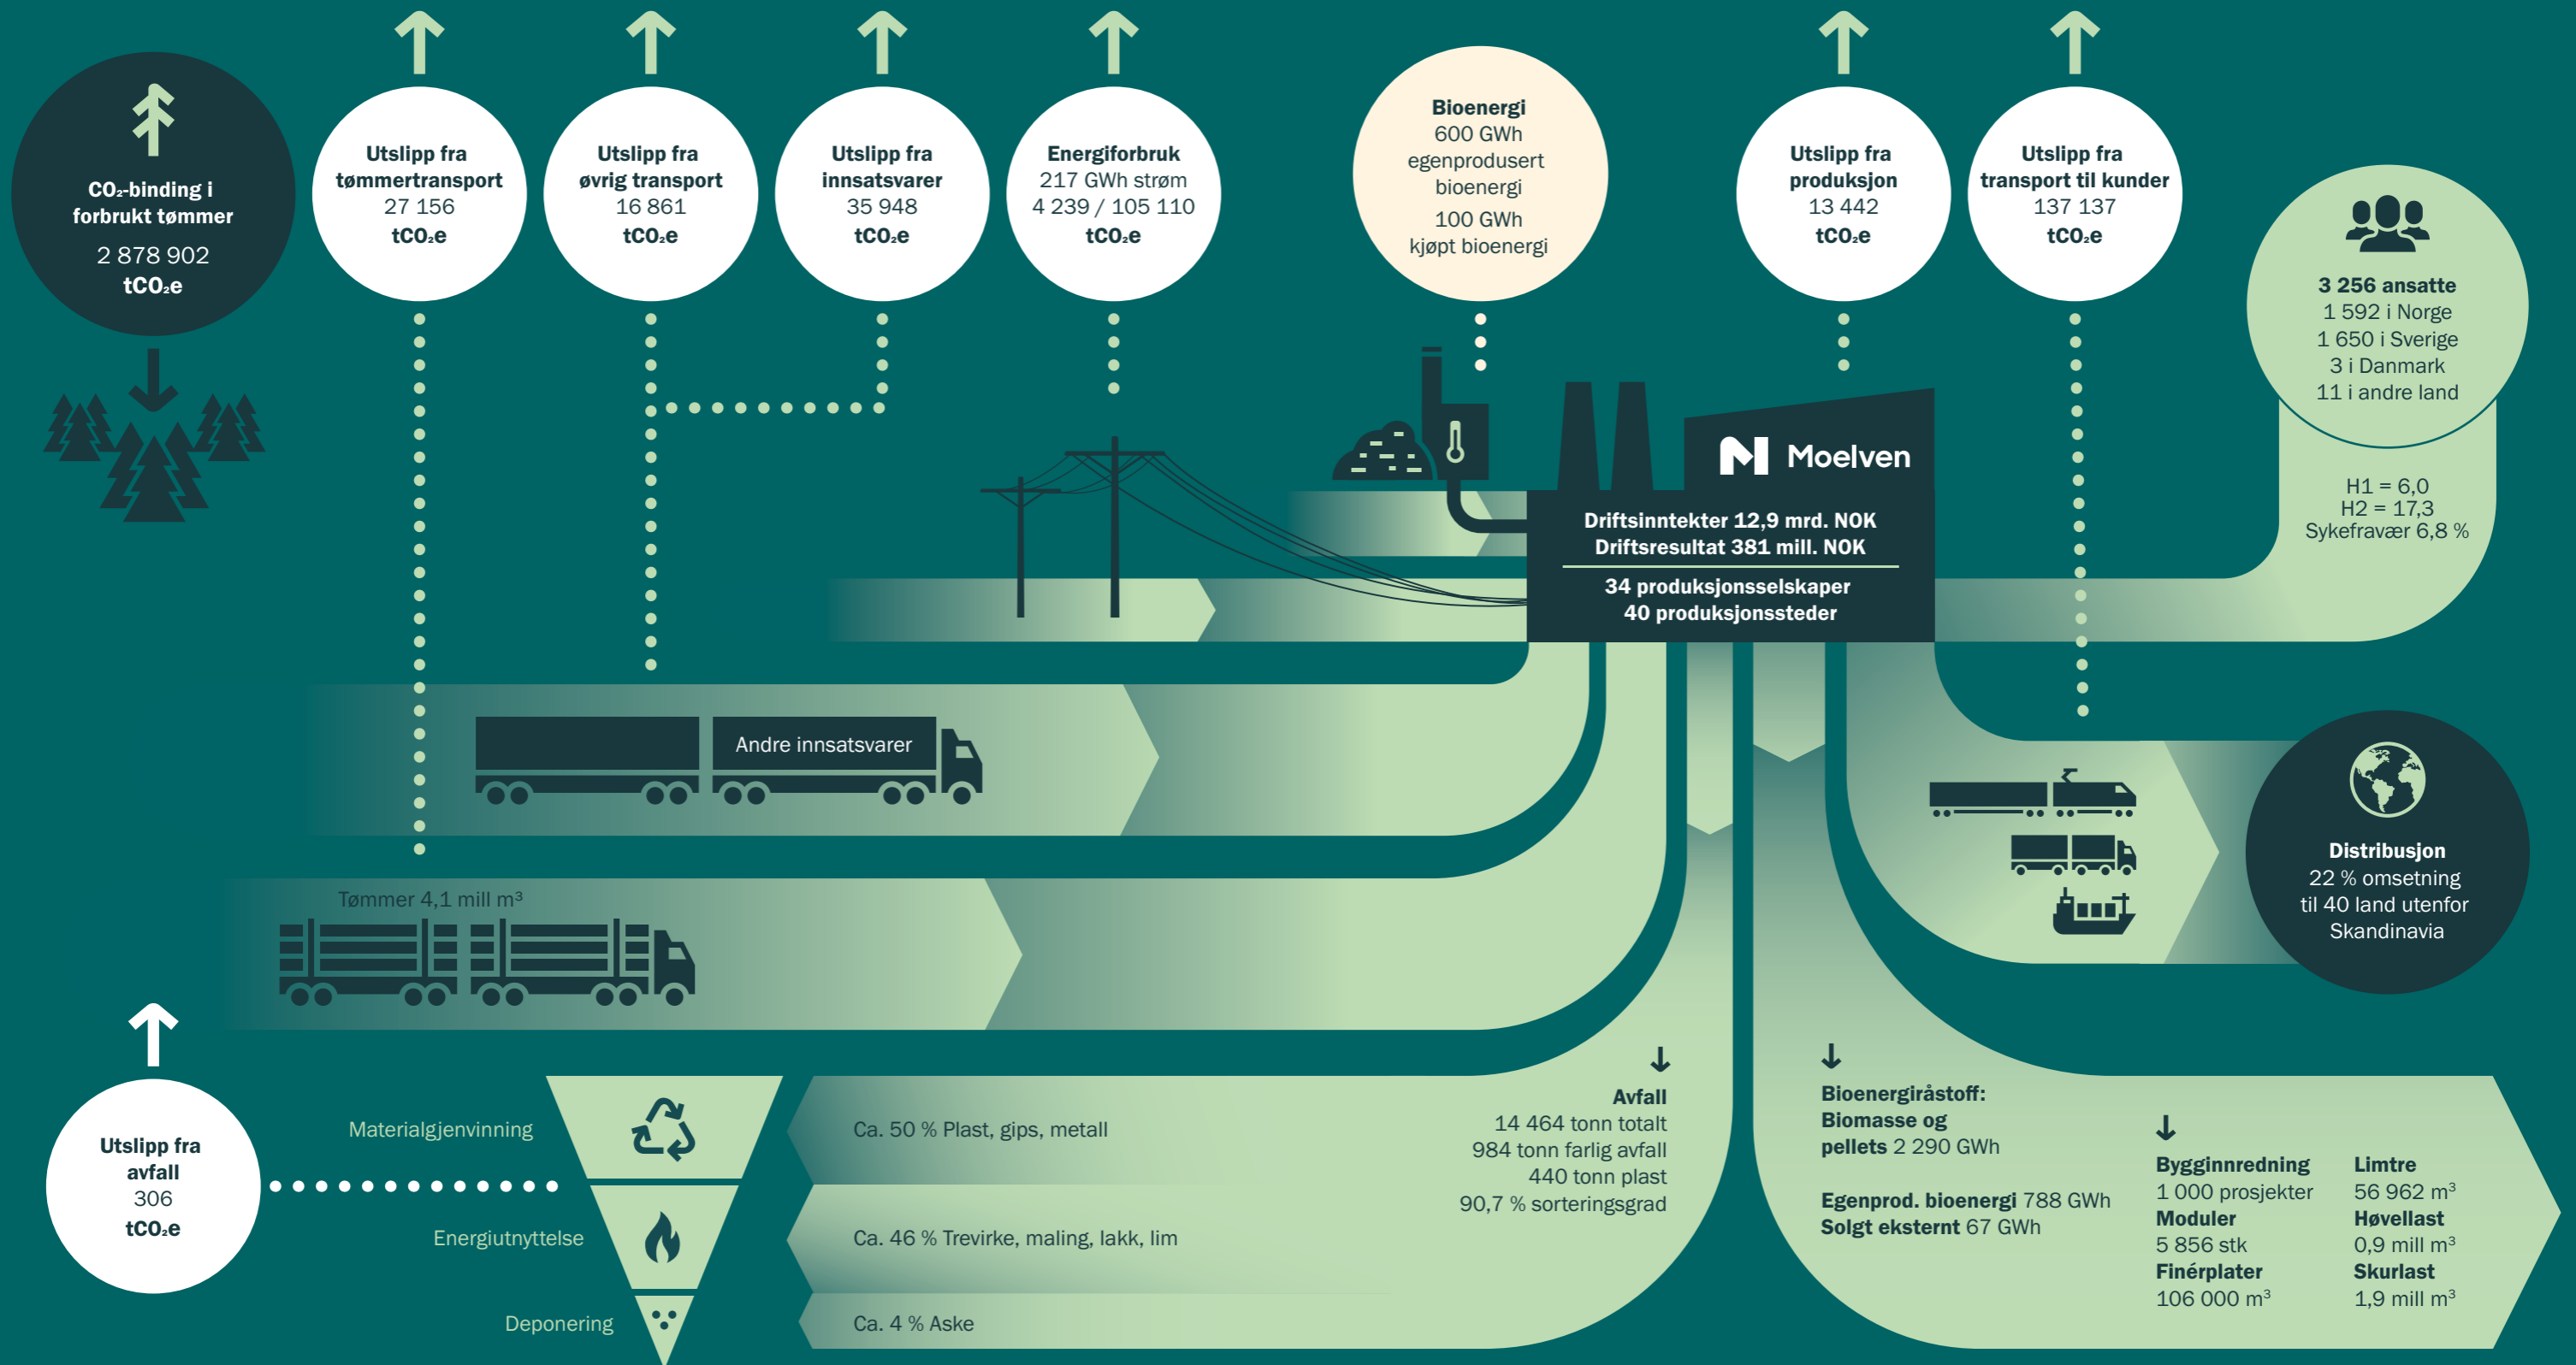 CO₂-binding i
forbrukt tømmer
2 878 902
tCO₂e
Utslipp fra
tømmertransport
27 156
tCO₂e
Utslipp fra
øvrig transport
16 861
tCO₂e
Utslipp fra
innsatsvarer
35 948
tCO₂e
Energiforbruk
217 GWh strøm
4 239 / 105 110
tCO₂e
Bioenergi
600 GWh
egenprodusert
bioenergi
100 GWh
kjøpt bioenergi
Utslipp fra
produksjon
13 442
tCO₂e
Utslipp fra
transport til kunder
137 137
tCO₂e
3 256 ansatte
1 592 i Norge
1 650 i Sverige
3 i Danmark
11 i andre land
H1 = 6,0
H2 = 17,3
Sykefravær 6,8 %
Moelven
Driftsinntekter 12,9 mrd. NOK
Driftsresultat 381 mill. NOK
34 produksjonsselskaper
40 produksjonssteder
Andre innsatsvarer
Tømmer 4,1 mill m³
Distribusjon
22 % omsetning
til 40 land utenfor
Skandinavia
Utslipp fra
avfall
306
tCO₂e
Materialgjenvinning
Energiutnyttelse
Deponering
Ca. 50 % Plast, gips, metall
Ca. 46 % Trevirke, maling, lakk, lim
Ca. 4 % Aske
Avfall
14 464 tonn totalt
984 tonn farlig avfall
440 tonn plast
90,7 % sorteringsgrad
Bioenergiråstoff:
Biomasse og
pellets 2 290 GWh
Egenprod. bioenergi 788 GWh
Solgt eksternt 67 GWh
Bygginnredning
1 000 prosjekter
Moduler
5 856 stk
Finérplater
106 000 m³
Limtre
56 962 m³
Høvellast
0,9 mill m³
Skurlast
1,9 mill m³